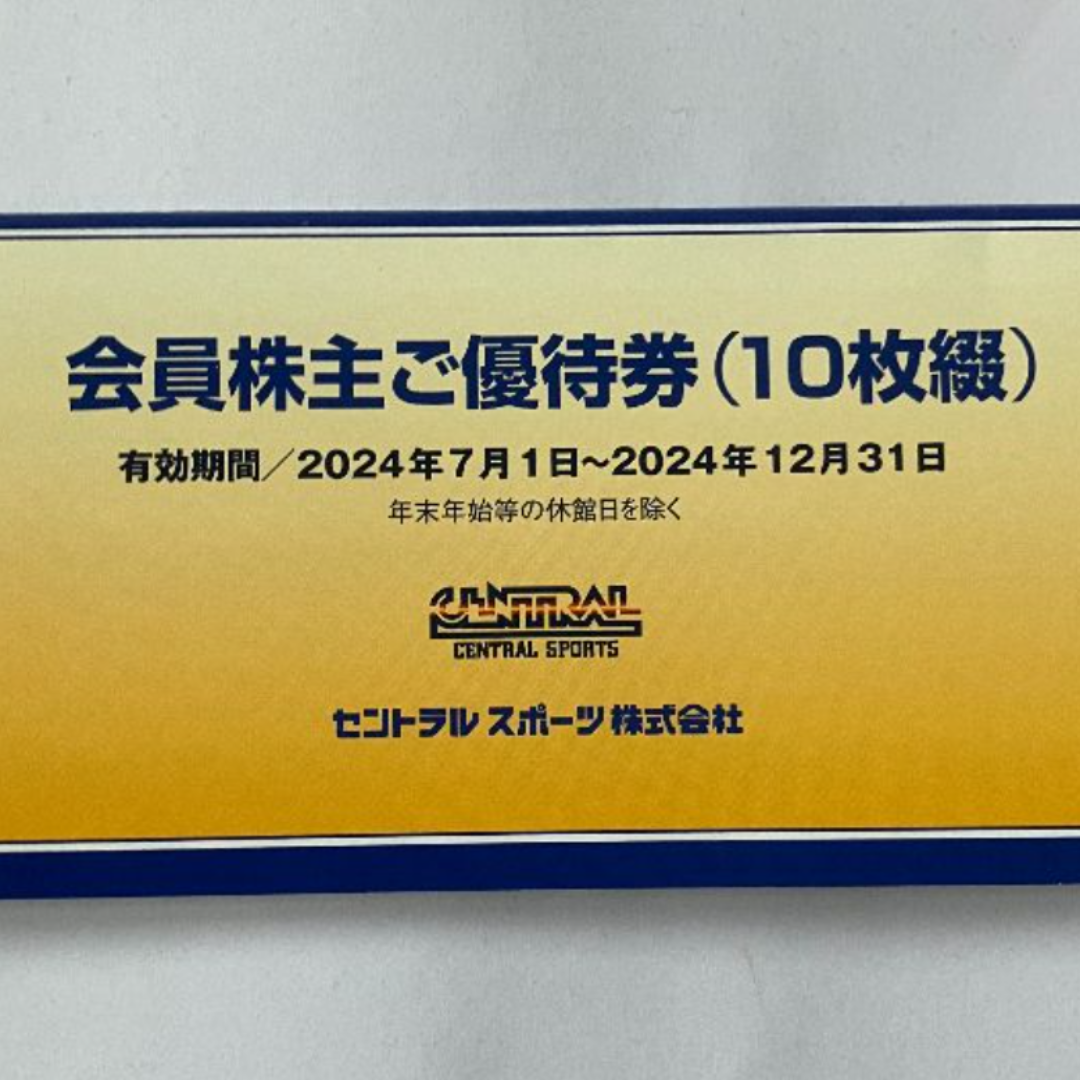 会員株主ご優待券（10枚綴）
有効期間／2024年7月1日～2024年12月31日
年末年始等の休館日を除く
CENTRAL
CENTRAL SPORTS
セントラルスポーツ株式会社